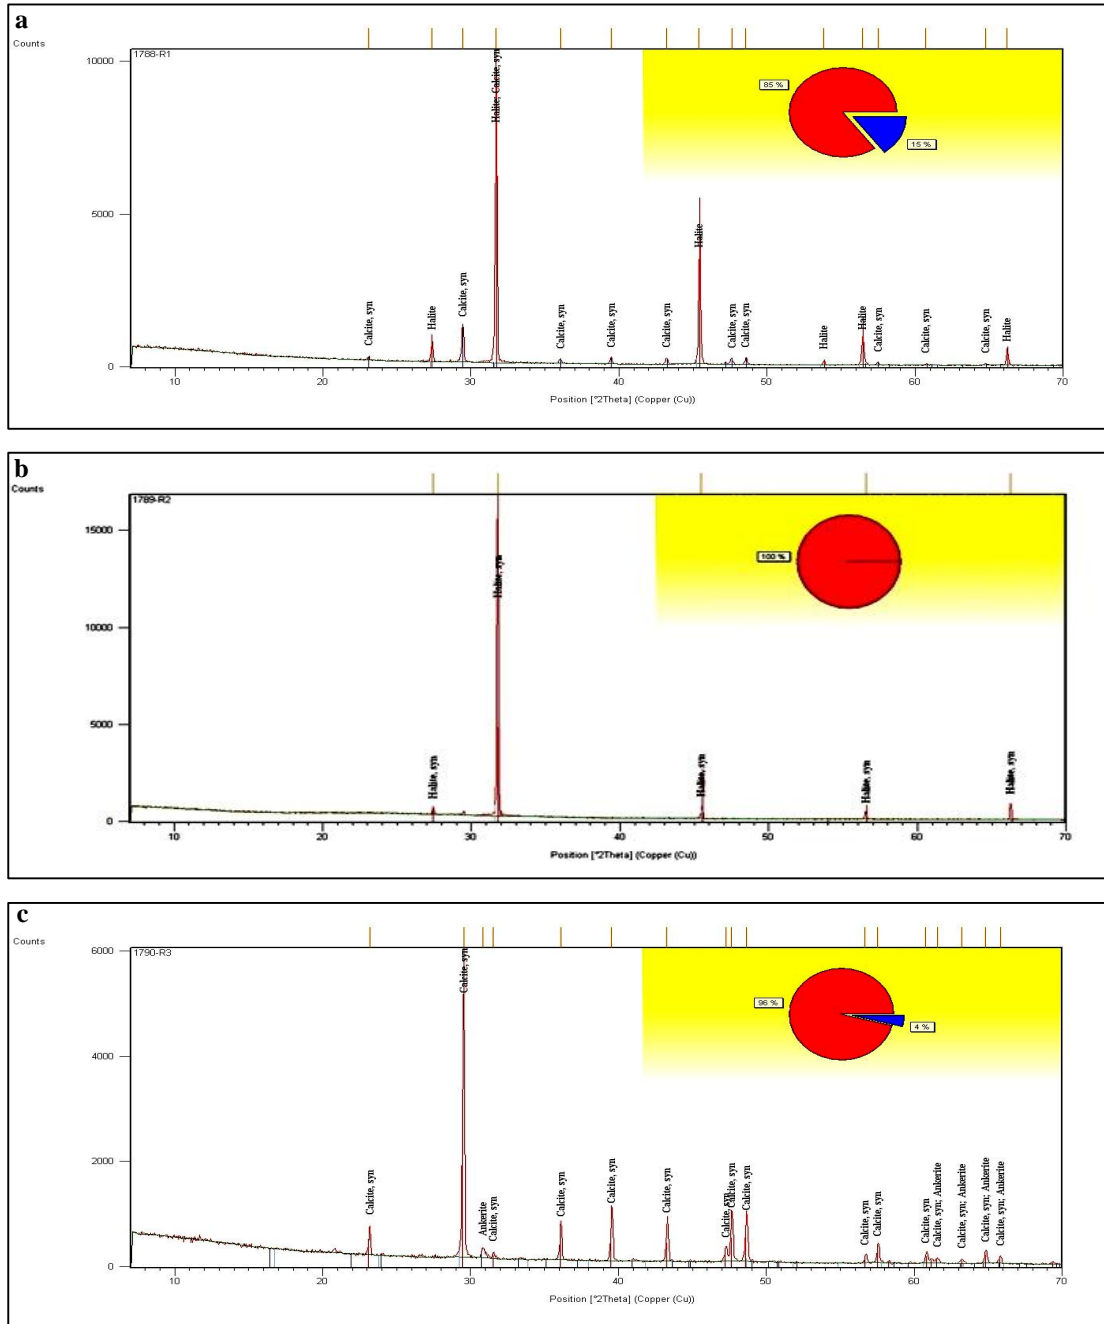 a
Counts
1788-R1
10000
5000
0
Calcite, syn
Halite
Calcite, syn
Halite; Calcite, syn
Calcite, syn
Calcite, syn
Calcite, syn
Halite
Calcite, syn
Calcite, syn
Halite
Halite
Calcite, syn
Calcite, syn
Calcite, syn
Halite
85 %
15 %
10 20 30 40 50 60 70
Position [°2Theta] (Copper (Cu))
b
Counts
1789-R2
15000
10000
5000
0
Halite, syn
Halite, syn
Halite, syn
Halite, syn
Halite, syn
100 %
10 20 30 40 50 60 70
Position [°2Theta] (Copper (Cu))
c
Counts
1790-R3
6000
4000
2000
0
Calcite, syn
Calcite, syn
Ankerite
Calcite, syn
Calcite, syn
Calcite, syn
Calcite, syn
Calcite, syn
Calcite, syn
Calcite, syn
Calcite, syn
Calcite, syn
Calcite, syn
Calcite, syn; Ankerite
Calcite, syn; Ankerite
Calcite, syn; Ankerite
Calcite, syn; Ankerite
96 %
4 %
10 20 30 40 50 60 70
Position [°2Theta] (Copper (Cu))